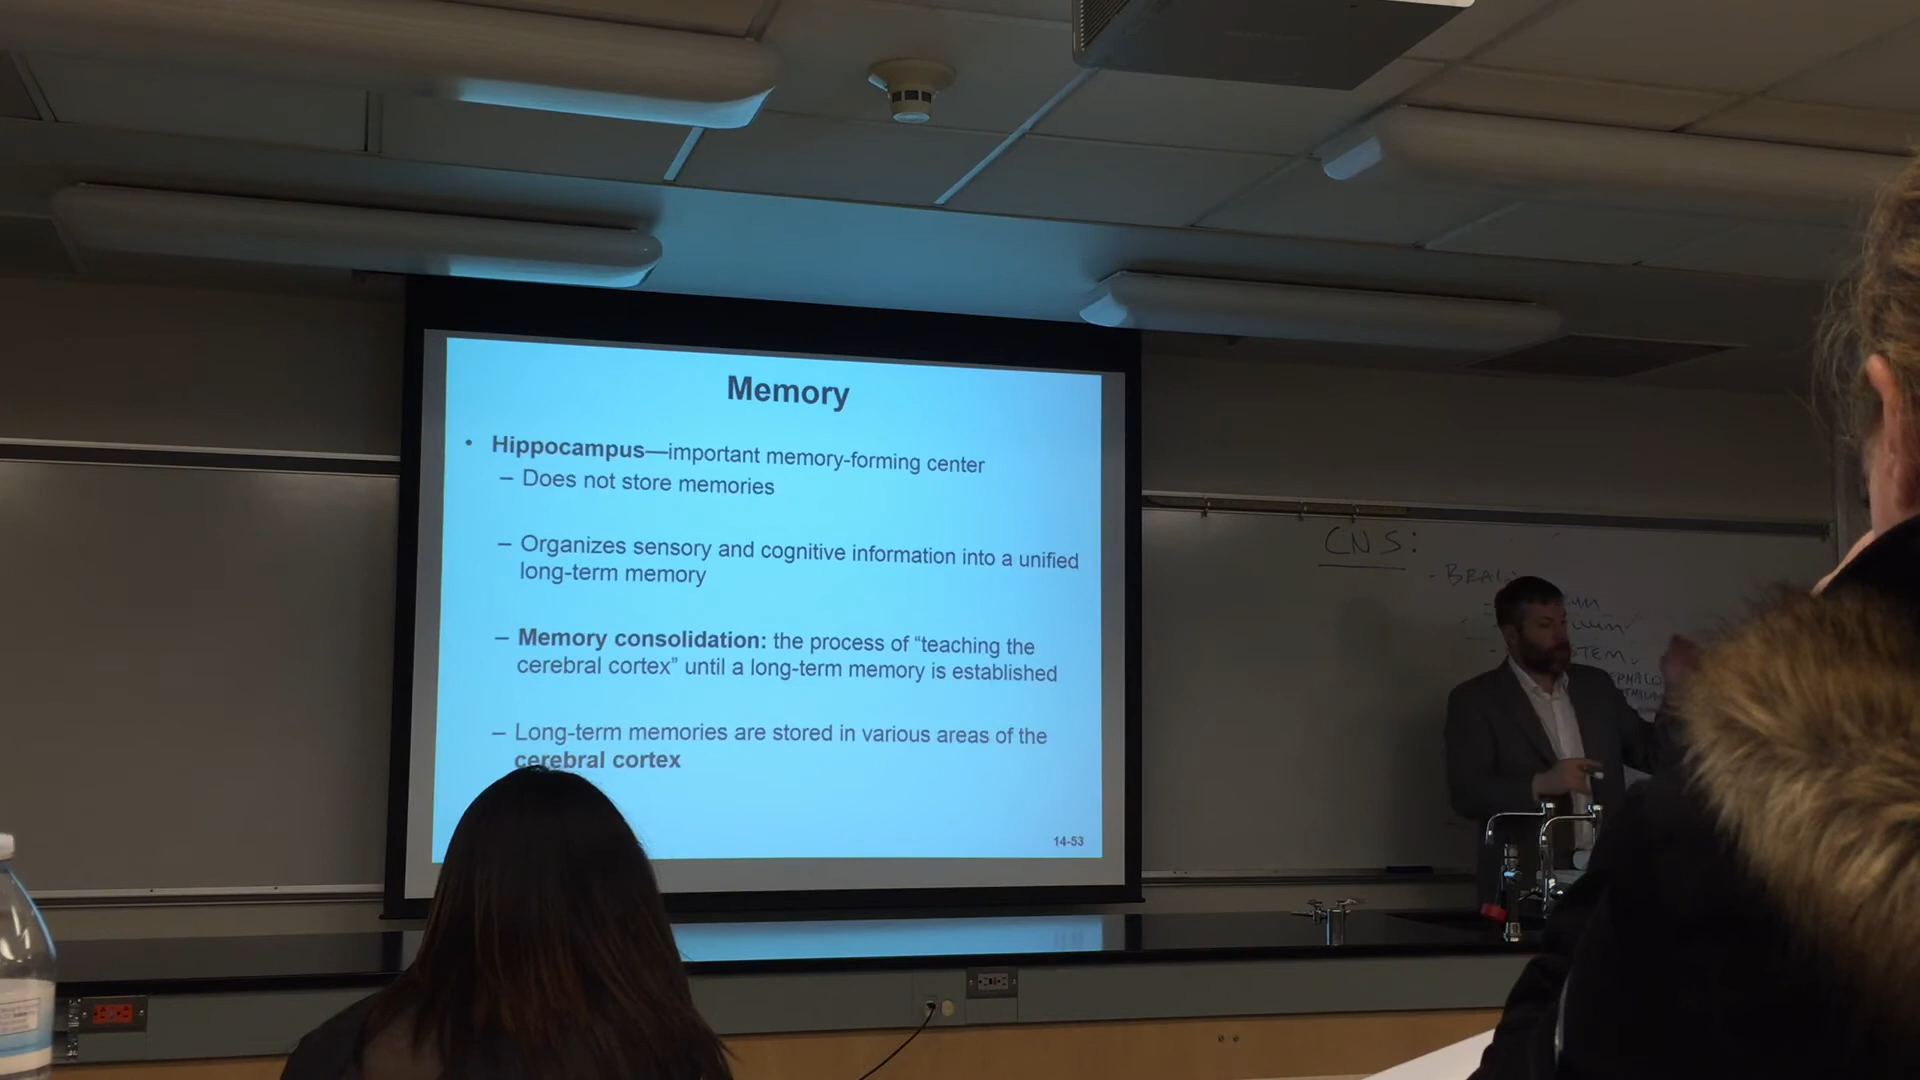 Memory
• Hippocampus—important memory-forming center
– Does not store memories
– Organizes sensory and cognitive information into a unified
long-term memory
– Memory consolidation: the process of “teaching the
cerebral cortex” until a long-term memory is established
– Long-term memories are stored in various areas of the
cerebral cortex
14-53
CNS: